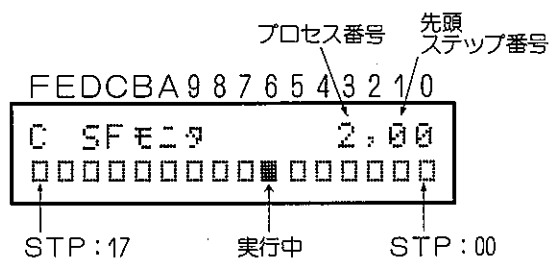 プロセス番号
先頭
ステップ番号
FEDCBA9876543210
C SFモニタ 2,00
STP:17
実行中
STP:00